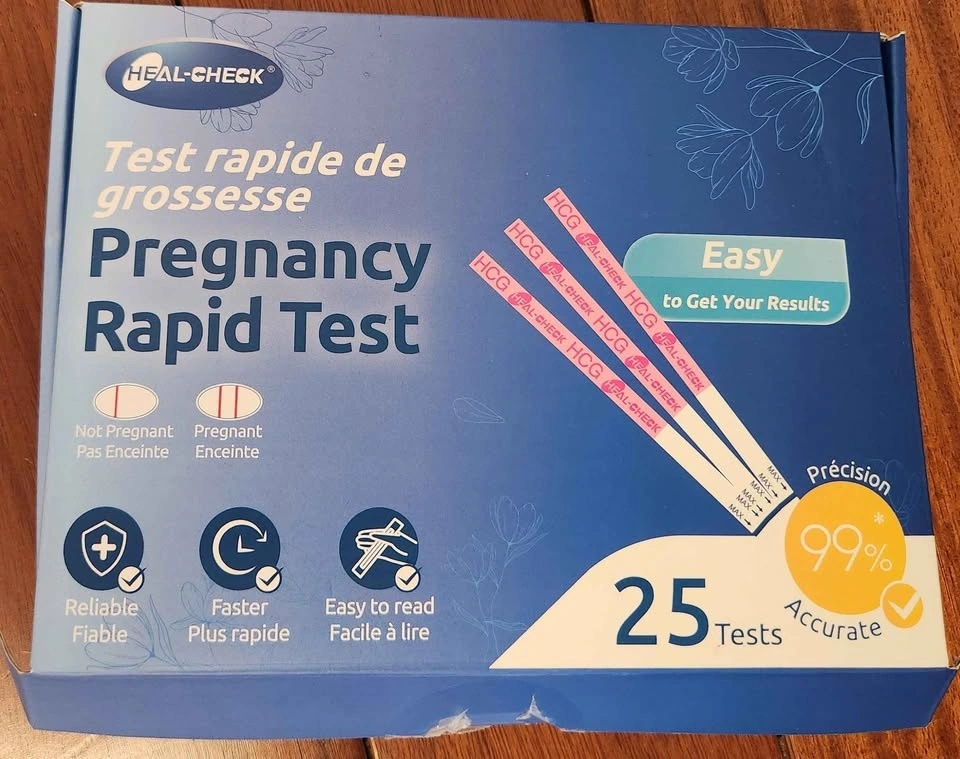 HEAL-CHECK®
Test rapide de
grossesse
Pregnancy
Rapid Test
Not Pregnant
Pas Enceinte
Pregnant
Enceinte
Reliable
Fiable
Faster
Plus rapide
Easy to read
Facile à lire
HCG HEAL-CHECK HCG HEAL-CHECK
HCG HEAL-CHECK HCG HEAL-CHECK
HCG HEAL-CHECK HCG HEAL-CHECK
MAX
MAX
MAX
MAX
MAX
Easy
to Get Your Results
25 Tests
Précision
99%*
Accurate